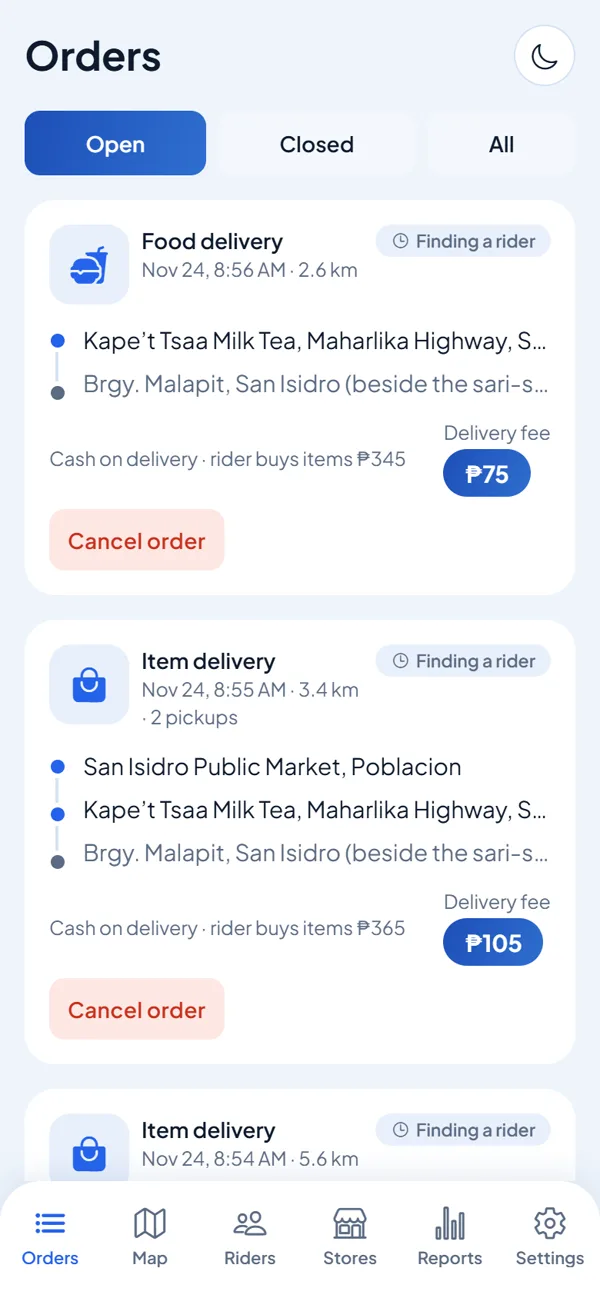 Orders
Open
Closed
All
Food delivery
Finding a rider
Nov 24, 8:56 AM · 2.6 km
Kape’t Tsaa Milk Tea, Maharlika Highway, S...
Brgy. Malapit, San Isidro (beside the sari-s...
Delivery fee
Cash on delivery · rider buys items ₱345
₱75
Cancel order
Item delivery
Finding a rider
Nov 24, 8:55 AM · 3.4 km
· 2 pickups
San Isidro Public Market, Poblacion
Kape’t Tsaa Milk Tea, Maharlika Highway, S...
Brgy. Malapit, San Isidro (beside the sari-s...
Delivery fee
Cash on delivery · rider buys items ₱365
₱105
Cancel order
Item delivery
Finding a rider
Nov 24, 8:54 AM · 5.6 km
Orders
Map
Riders
Stores
Reports
Settings